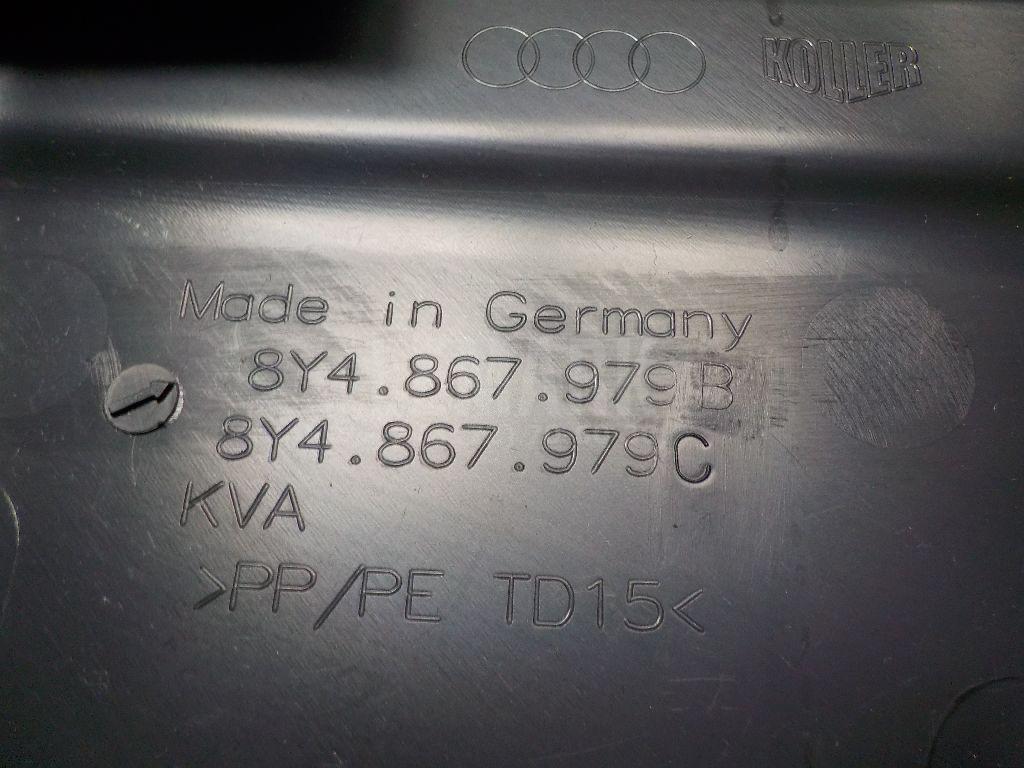 KOLLER
Made in Germany
8Y4.867.979B
8Y4.867.979C
KVA
>PP/PE TD15<